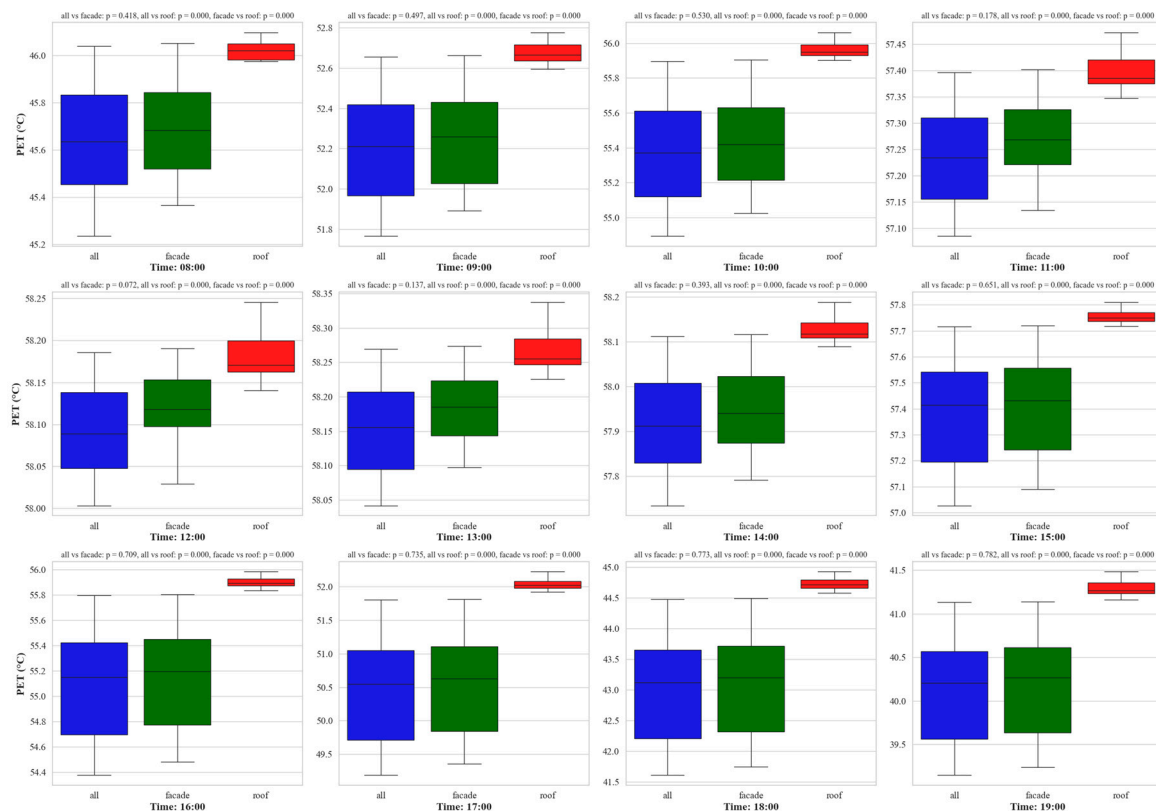 all vs facade: p = 0.418, all vs roof: p = 0.000, facade vs roof: p = 0.000
PET (°C)
46.0
45.8
45.6
45.4
45.2
all
facade
roof
Time: 08:00
all vs facade: p = 0.497, all vs roof: p = 0.000, facade vs roof: p = 0.000
52.8
52.6
52.4
52.2
52.0
51.8
all
facade
roof
Time: 09:00
all vs facade: p = 0.530, all vs roof: p = 0.000, facade vs roof: p = 0.000
56.0
55.8
55.6
55.4
55.2
55.0
all
facade
roof
Time: 10:00
all vs facade: p = 0.178, all vs roof: p = 0.000, facade vs roof: p = 0.000
57.45
57.40
57.35
57.30
57.25
57.20
57.15
57.10
all
facade
roof
Time: 11:00
all vs facade: p = 0.072, all vs roof: p = 0.000, facade vs roof: p = 0.000
PET (°C)
58.25
58.20
58.15
58.10
58.05
58.00
all
facade
roof
Time: 12:00
all vs facade: p = 0.137, all vs roof: p = 0.000, facade vs roof: p = 0.000
58.35
58.30
58.25
58.20
58.15
58.10
58.05
all
facade
roof
Time: 13:00
all vs facade: p = 0.393, all vs roof: p = 0.000, facade vs roof: p = 0.000
58.2
58.1
58.0
57.9
57.8
all
facade
roof
Time: 14:00
all vs facade: p = 0.651, all vs roof: p = 0.000, facade vs roof: p = 0.000
57.8
57.7
57.6
57.5
57.4
57.3
57.2
57.1
57.0
all
facade
roof
Time: 15:00
all vs facade: p = 0.709, all vs roof: p = 0.000, facade vs roof: p = 0.000
PET (°C)
56.0
55.8
55.6
55.4
55.2
55.0
54.8
54.6
54.4
all
facade
roof
Time: 16:00
all vs facade: p = 0.735, all vs roof: p = 0.000, facade vs roof: p = 0.000
52.0
51.5
51.0
50.5
50.0
49.5
all
facade
roof
Time: 17:00
all vs facade: p = 0.773, all vs roof: p = 0.000, facade vs roof: p = 0.000
45.0
44.5
44.0
43.5
43.0
42.5
42.0
41.5
all
facade
roof
Time: 18:00
all vs facade: p = 0.782, all vs roof: p = 0.000, facade vs roof: p = 0.000
41.5
41.0
40.5
40.0
39.5
all
facade
roof
Time: 19:00